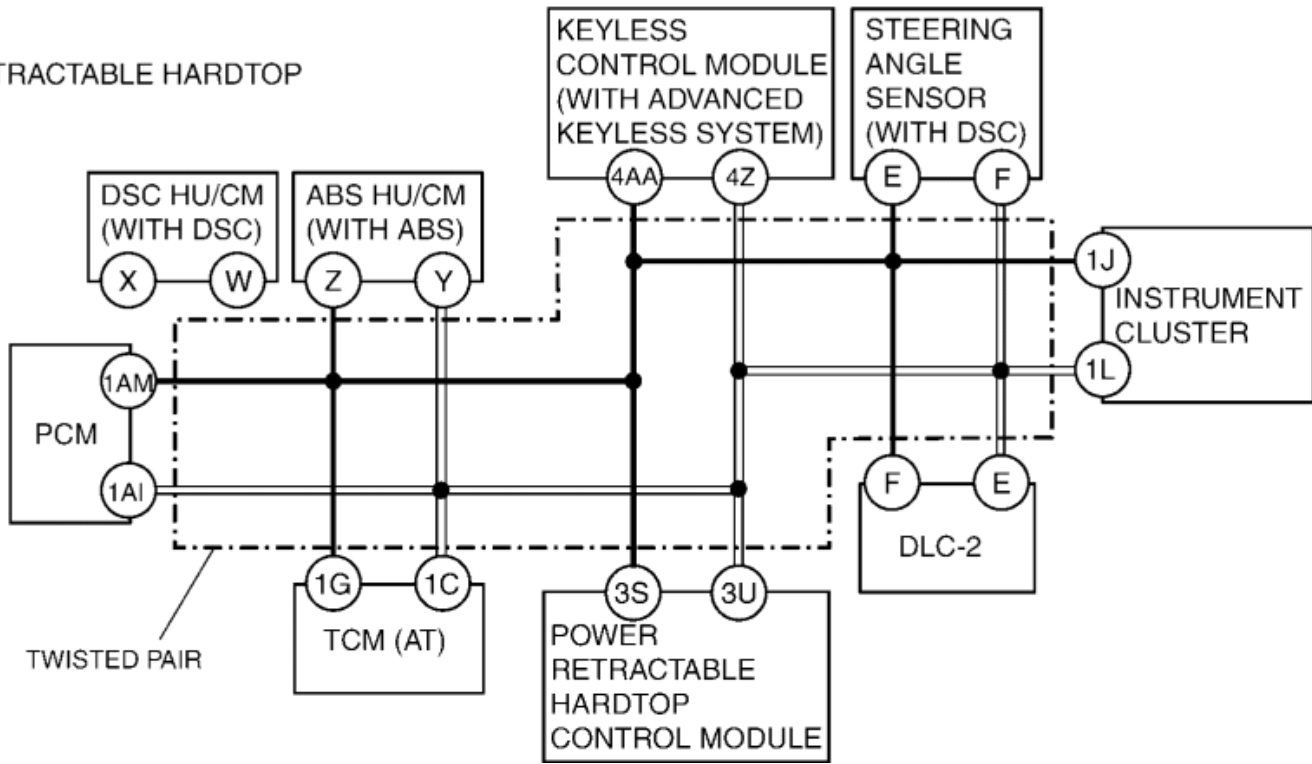 TRACTABLE HARDTOP
KEYLESS
CONTROL MODULE
(WITH ADVANCED
KEYLESS SYSTEM)
4AA
4Z
STEERING
ANGLE
SENSOR
(WITH DSC)
E
F
DSC HU/CM
(WITH DSC)
X
W
ABS HU/CM
(WITH ABS)
Z
Y
1J
INSTRUMENT
CLUSTER
1L
1AM
PCM
1AI
F
E
DLC-2
1G
1C
TCM (AT)
TWISTED PAIR
3S
3U
POWER
RETRACTABLE
HARDTOP
CONTROL MODULE